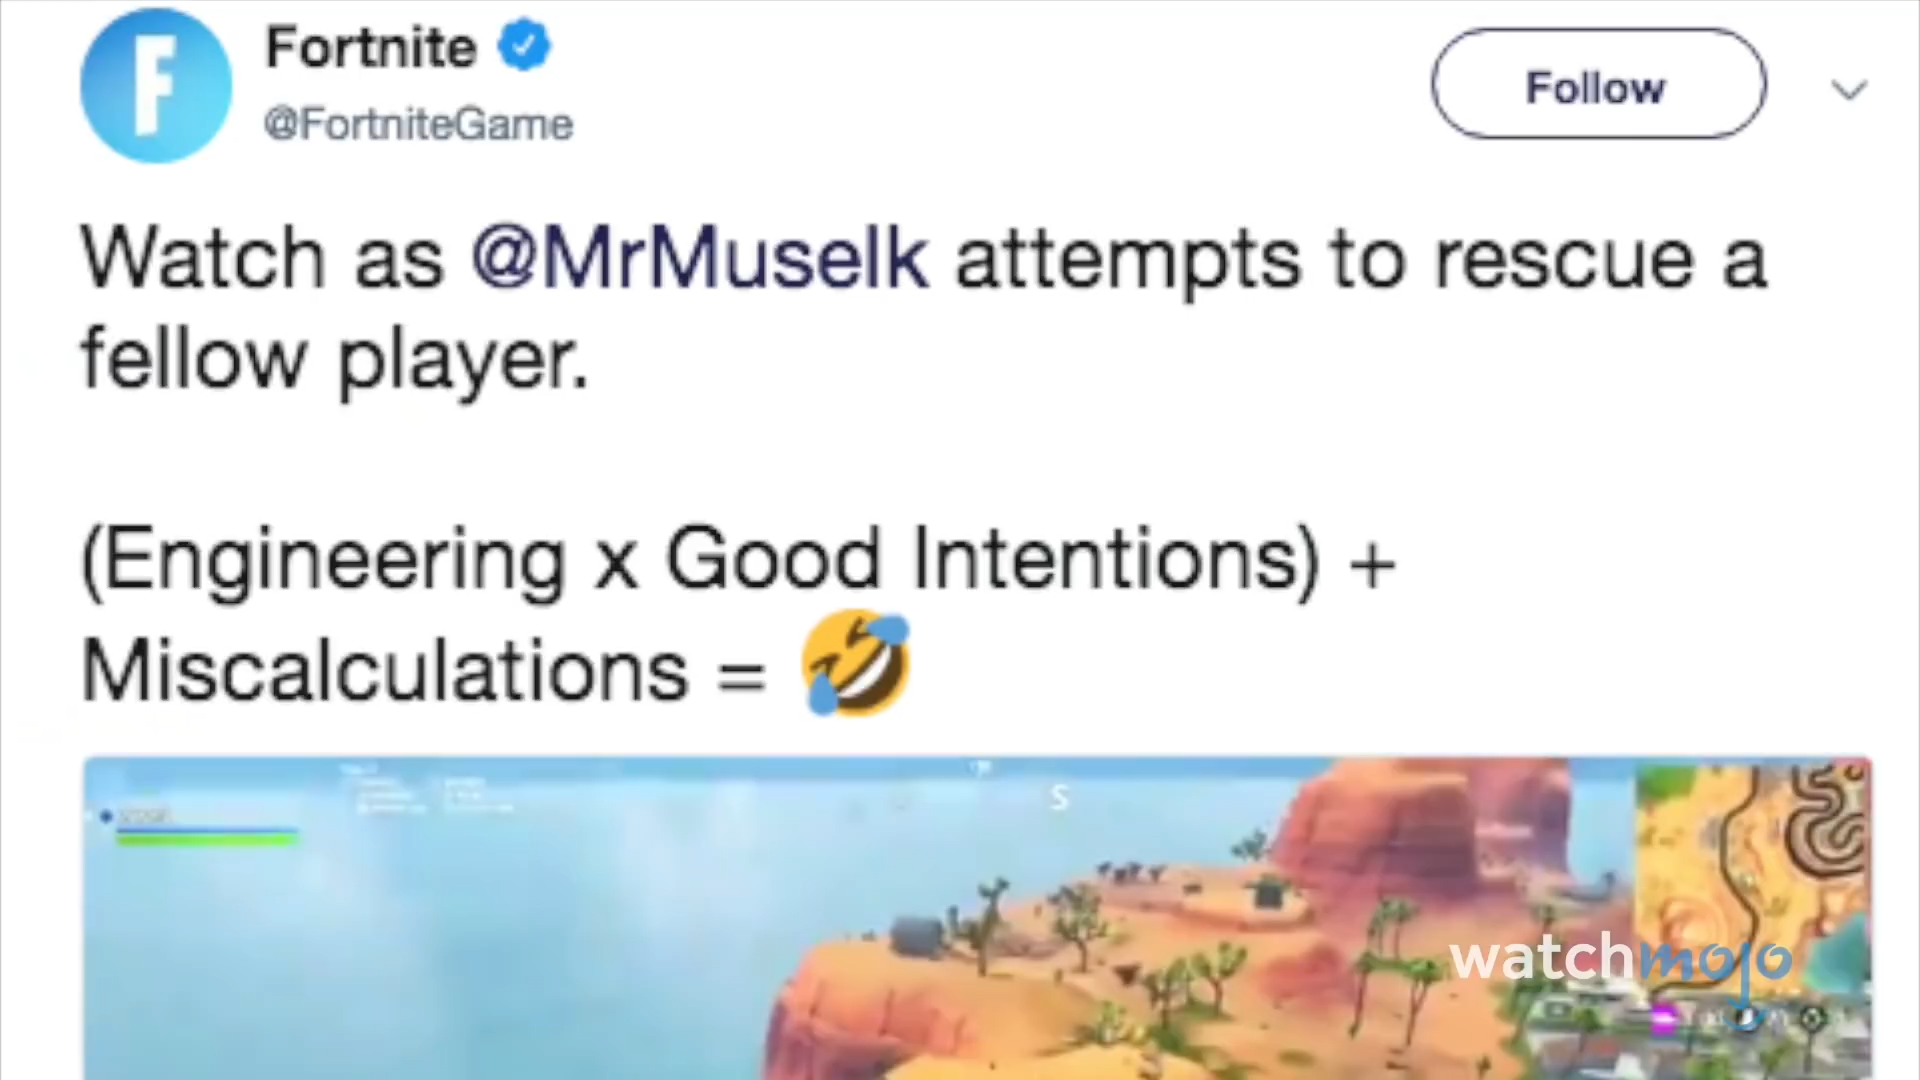 Fortnite
@FortniteGame
Follow
Watch as @MrMuselk attempts to rescue a
fellow player.
(Engineering x Good Intentions) +
Miscalculations = 🤣
S
watchmojo